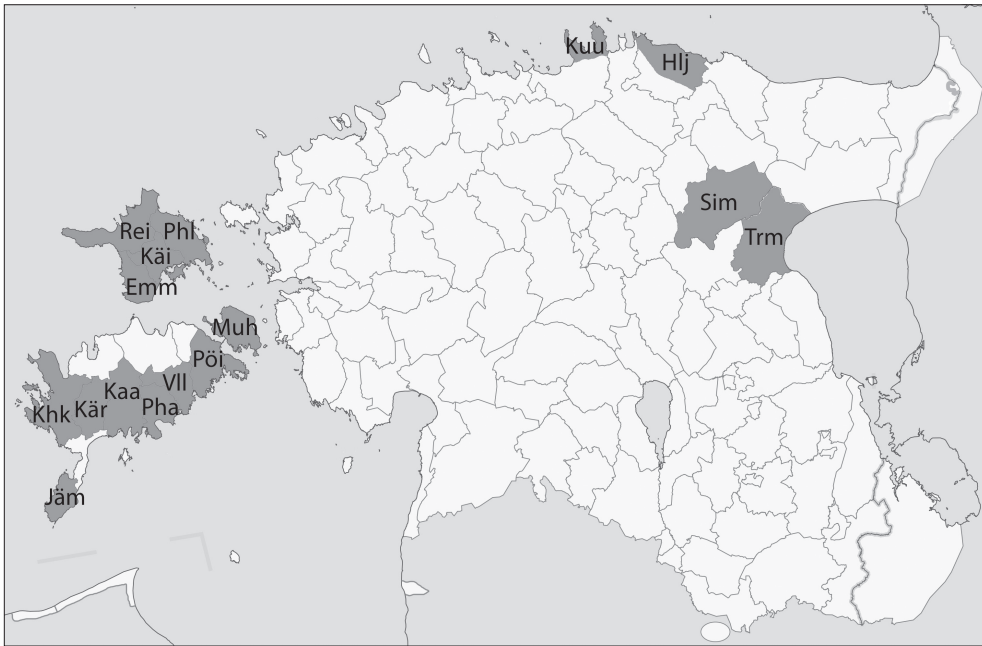 Kuu
Hlj
Sim
Trm
Rei Phl
Käi
Emm
Muh
Pöi
Vll
Kaa
Pha
Kär
Khk
Jäm